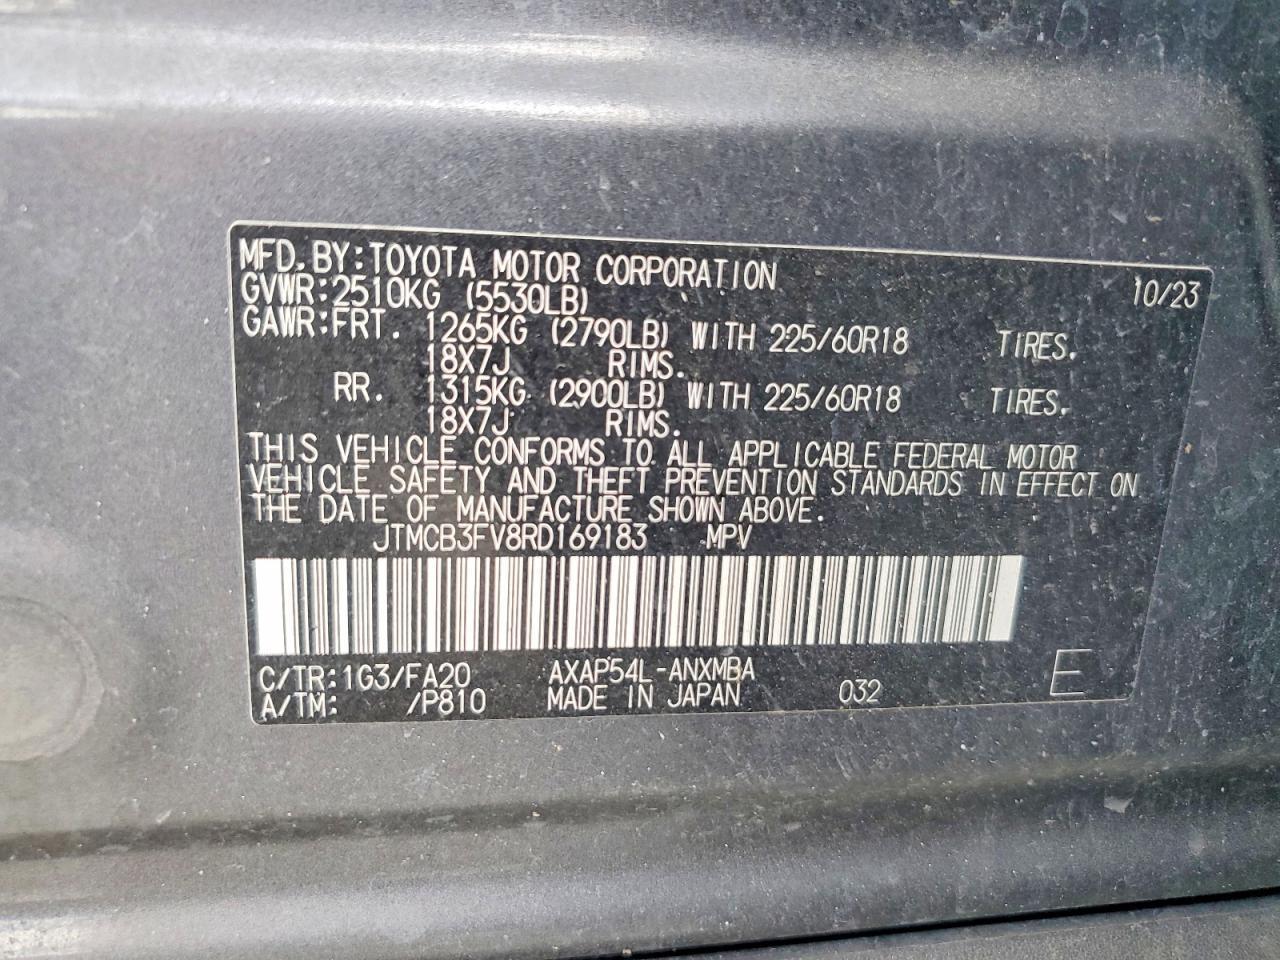 MFD.BY:TOYOTA MOTOR CORPORATION 10/23
GVWR:2510KG (5530LB)
GAWR:FRT. 1265KG (2790LB) WITH 225/60R18 TIRES.
18X7J RIMS.
RR. 1315KG (2900LB) WITH 225/60R18 TIRES.
18X7J RIMS.
THIS VEHICLE CONFORMS TO ALL APPLICABLE FEDERAL MOTOR
VEHICLE SAFETY AND THEFT PREVENTION STANDARDS IN EFFECT ON
THE DATE OF MANUFACTURE SHOWN ABOVE.
JTMCB3FV8RD169183 MPV
C/TR:1G3/FA20 AXAP54L-ANXMBA
A/TM: /P810 MADE IN JAPAN 032 E